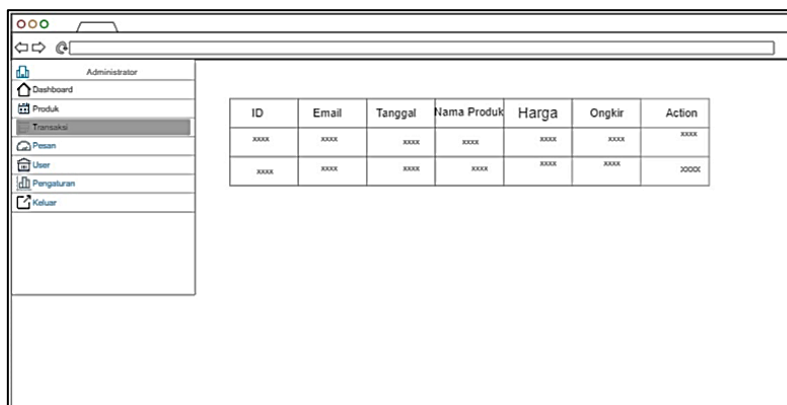 Administrator
Dashboard
Produk
Transaksi
Pesan
User
Pengaturan
Keluar
ID Email Tanggal Nama Produk Harga Ongkir Action
xxxx xxxx xxxx xxxx xxxx xxxx xxxx
xxxx xxxx xxxx xxxx xxxx xxxx xxxx